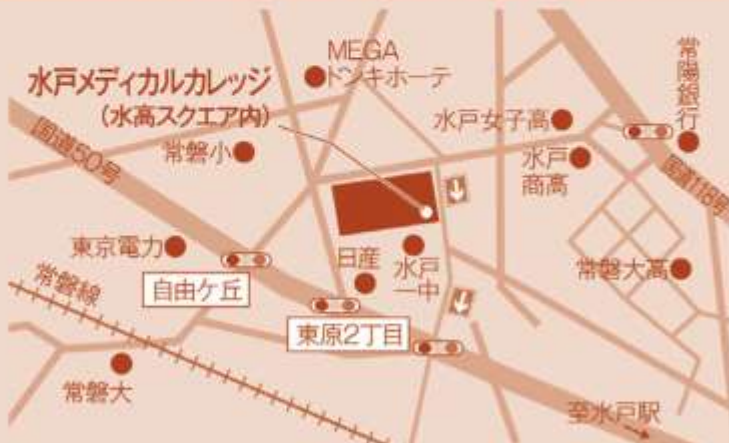 MEGA
ドンキホーテ
水戸メディカルカレッジ
(水高スクエア内)
常陽銀行
水戸女子高
国道50号
常磐小
水戸
商高
国道118号
東京電力
日産
水戸
一中
常磐大高
自由ケ丘
常磐線
東原2丁目
常磐大
至水戸駅